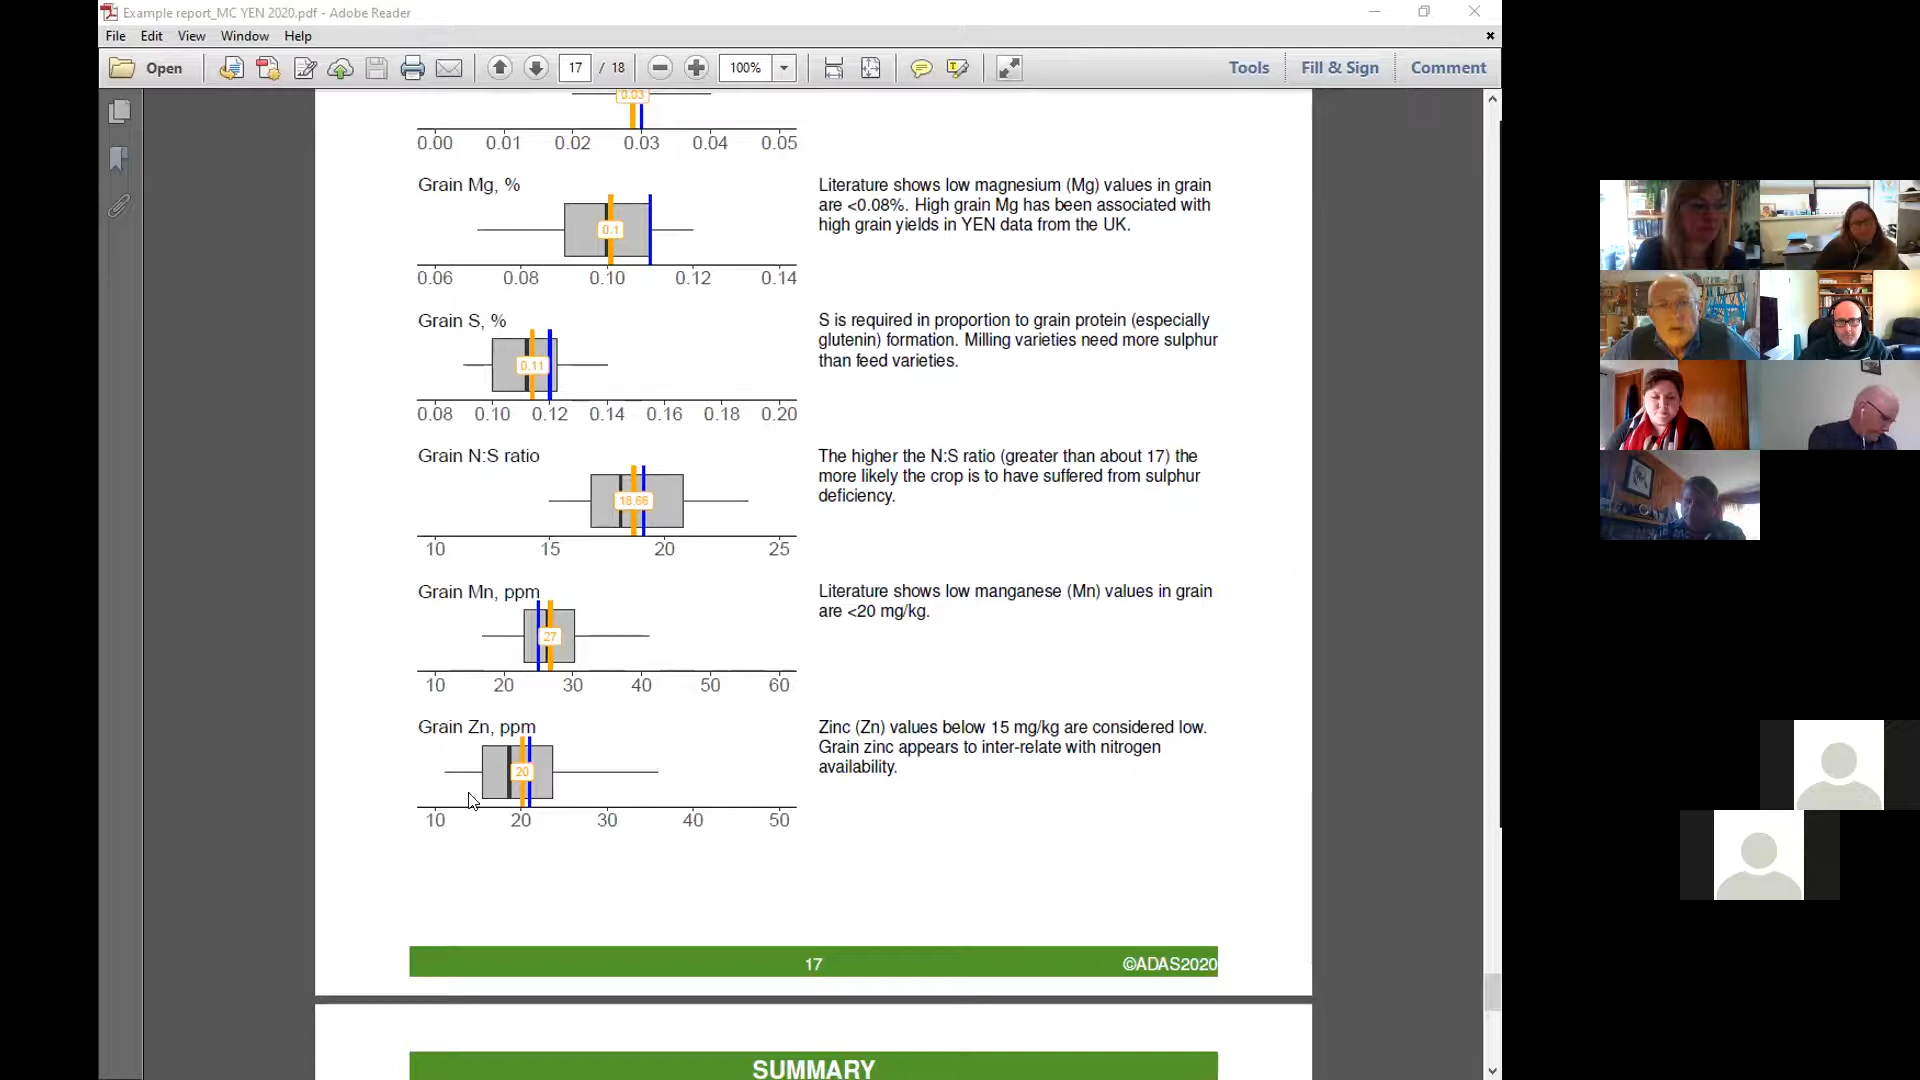 Example report_MC YEN 2020.pdf - Adobe Reader
File Edit View Window Help
Open 17 / 18 100% Tools Fill & Sign Comment
0.03
0.00 0.01 0.02 0.03 0.04 0.05
Grain Mg, %
0.1
0.06 0.08 0.10 0.12 0.14
Literature shows low magnesium (Mg) values in grain
are <0.08%. High grain Mg has been associated with
high grain yields in YEN data from the UK.
Grain S, %
0.11
0.08 0.10 0.12 0.14 0.16 0.18 0.20
S is required in proportion to grain protein (especially
glutenin) formation. Milling varieties need more sulphur
than feed varieties.
Grain N:S ratio
18.66
10 15 20 25
The higher the N:S ratio (greater than about 17) the
more likely the crop is to have suffered from sulphur
deficiency.
Grain Mn, ppm
27
10 20 30 40 50 60
Literature shows low manganese (Mn) values in grain
are <20 mg/kg.
Grain Zn, ppm
20
10 20 30 40 50
Zinc (Zn) values below 15 mg/kg are considered low.
Grain zinc appears to inter-relate with nitrogen
availability.
17 ©ADAS2020
SUMMARY